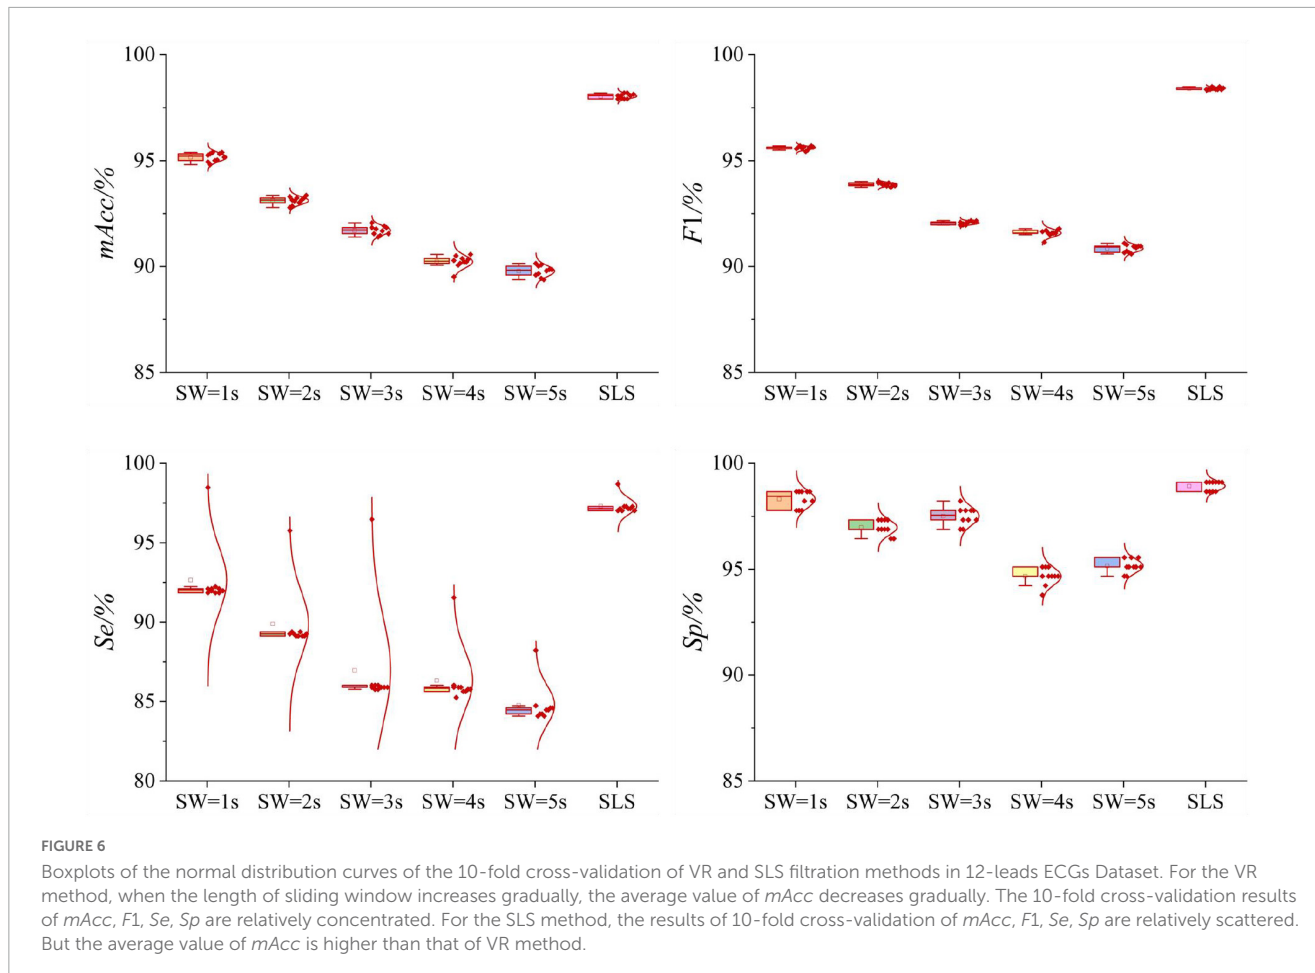 100
95
90
85
mAcc/%
SW=1s SW=2s SW=3s SW=4s SW=5s SLS
100
95
90
85
F1/%
SW=1s SW=2s SW=3s SW=4s SW=5s SLS
100
95
90
85
80
Se/%
SW=1s SW=2s SW=3s SW=4s SW=5s SLS
100
95
90
85
Sp/%
SW=1s SW=2s SW=3s SW=4s SW=5s SLS
FIGURE 6
Boxplots of the normal distribution curves of the 10-fold cross-validation of VR and SLS filtration methods in 12-leads ECGs Dataset. For the VR
method, when the length of sliding window increases gradually, the average value of mAcc decreases gradually. The 10-fold cross-validation results
of mAcc, F1, Se, Sp are relatively concentrated. For the SLS method, the results of 10-fold cross-validation of mAcc, F1, Se, Sp are relatively scattered.
But the average value of mAcc is higher than that of VR method.